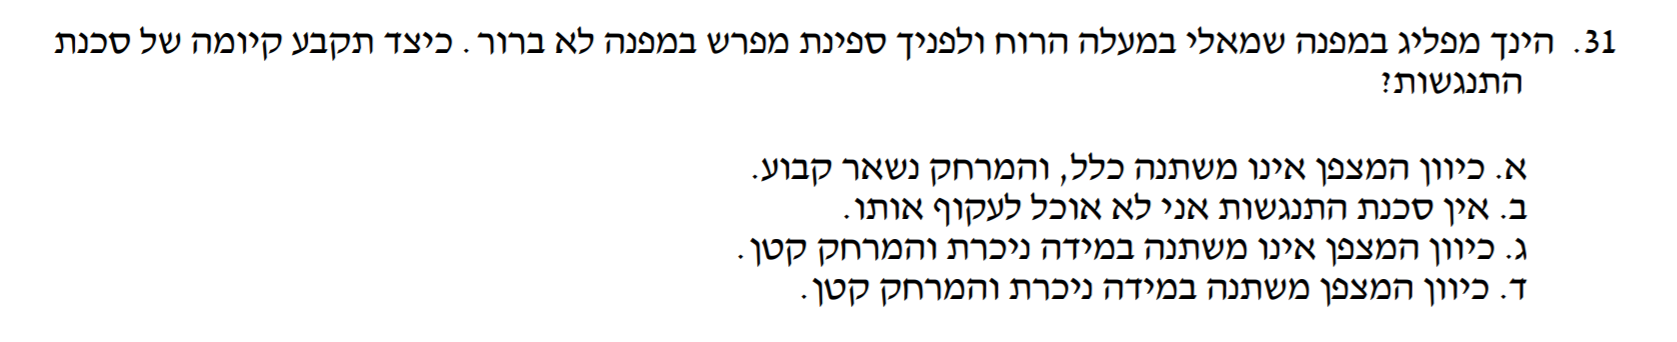 31. הינך מפליג במפנה שמאלי במעלה הרוח ולפניך ספינת מפרש במפנה לא ברור. כיצד תקבע קיומה של סכנת
התנגשות?
א. כיוון המצפן אינו משתנה כלל, והמרחק נשאר קבוע.
ב. אין סכנת התנגשות אני לא אוכל לעקוף אותו.
ג. כיוון המצפן אינו משתנה במידה ניכרת והמרחק קטן.
ד. כיוון המצפן משתנה במידה ניכרת והמרחק קטן.